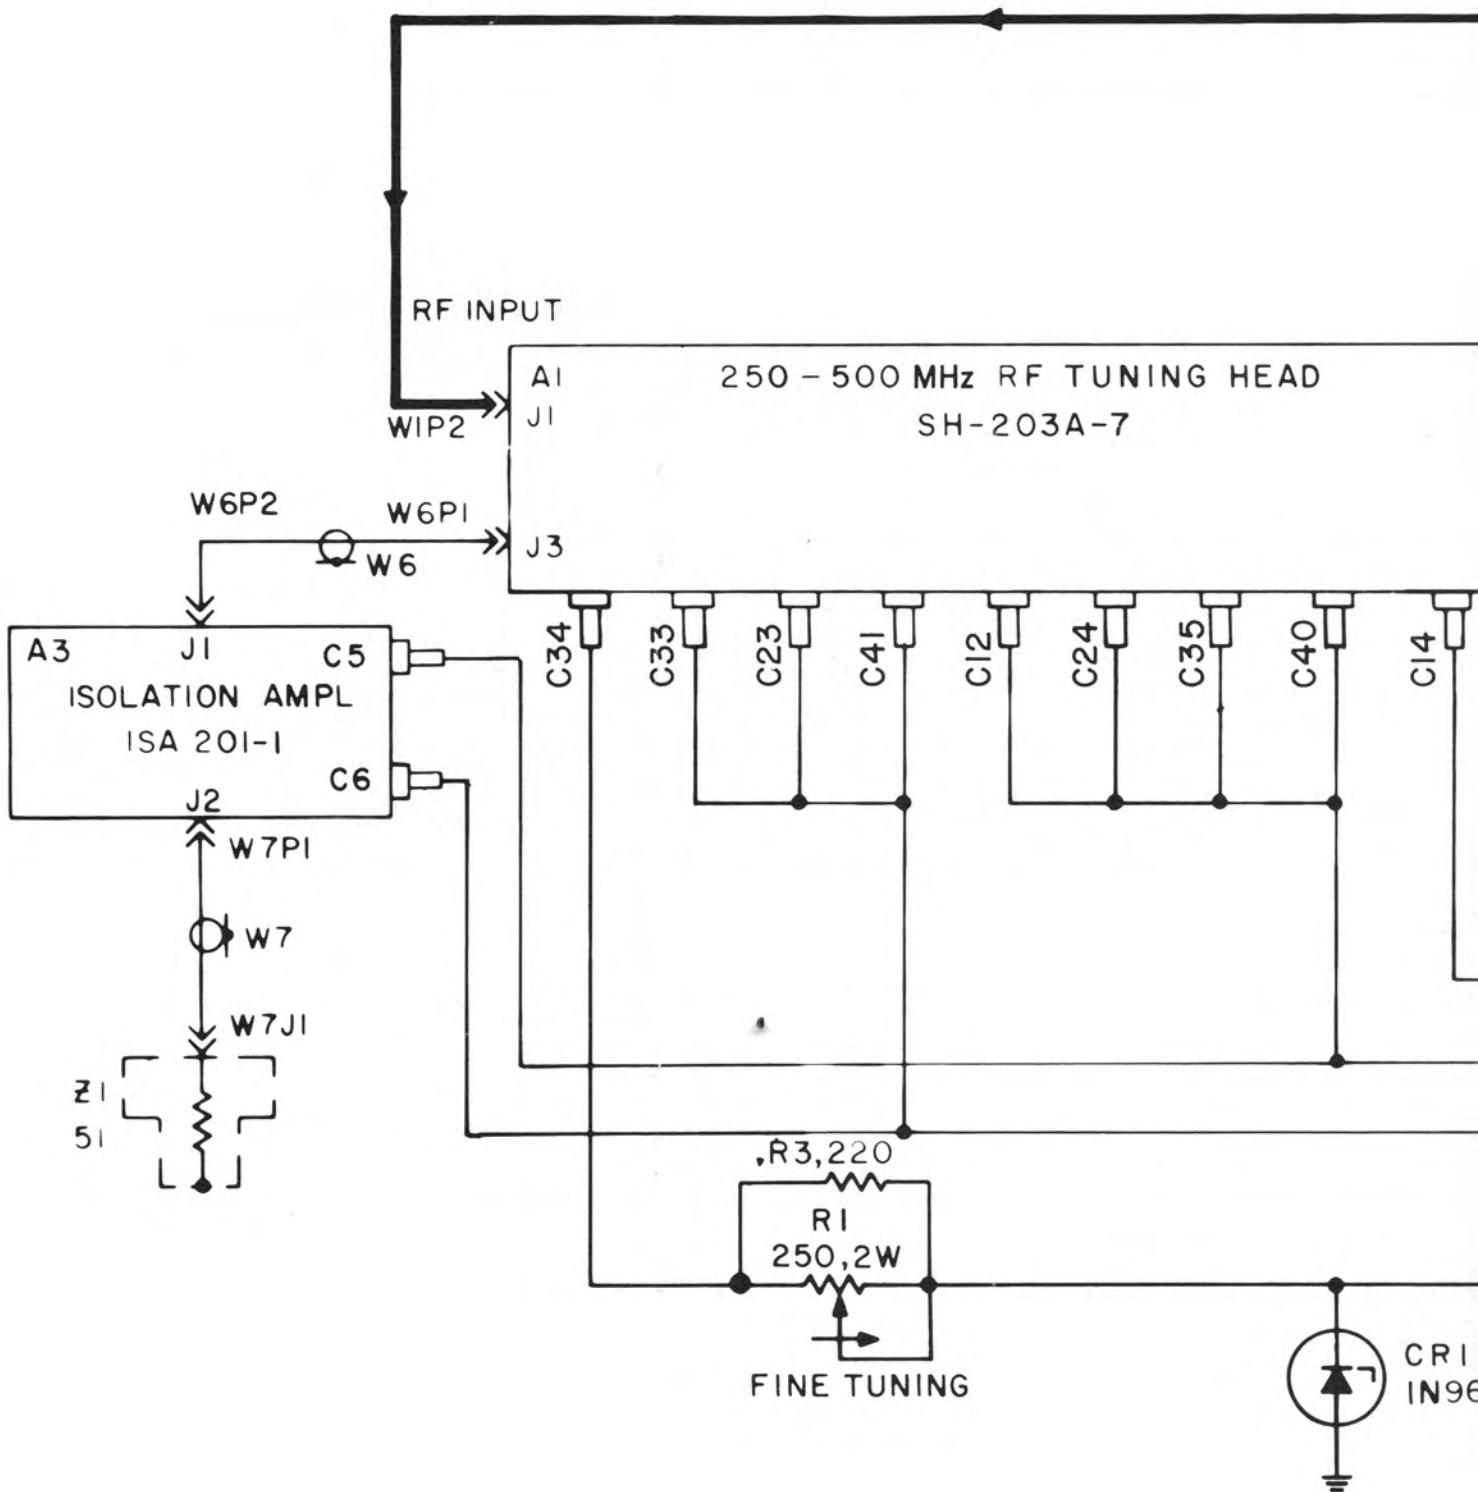 RF INPUT
A1
250-500 MHz RF TUNING HEAD
J1
SH-203A-7
W1P2
W6P2
W6P1
J3
W6
C34
C33
C23
C41
C12
C24
C35
C40
C14
A3
J1
C5
ISOLATION AMPL
ISA 201-1
C6
J2
W7P1
W7
W7J1
Z1
51
R3,220
R1
250,2W
FINE TUNING
CR1
1N96